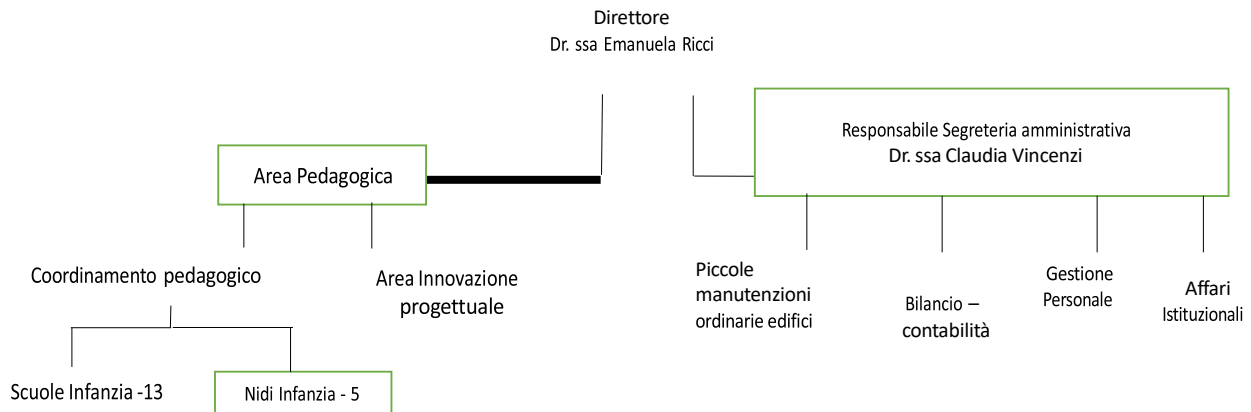 Direttore
Dr. ssa Emanuela Ricci
Responsabile Segreteria amministrativa
Dr. ssa Claudia Vincenzi
Area Pedagogica
Coordinamento pedagogico
Area Innovazione
progettuale
Piccole
manutenzioni
ordinarie edifici
Bilancio –
contabilità
Gestione
Personale
Affari
Istituzionali
Scuole Infanzia -13
Nidi Infanzia - 5